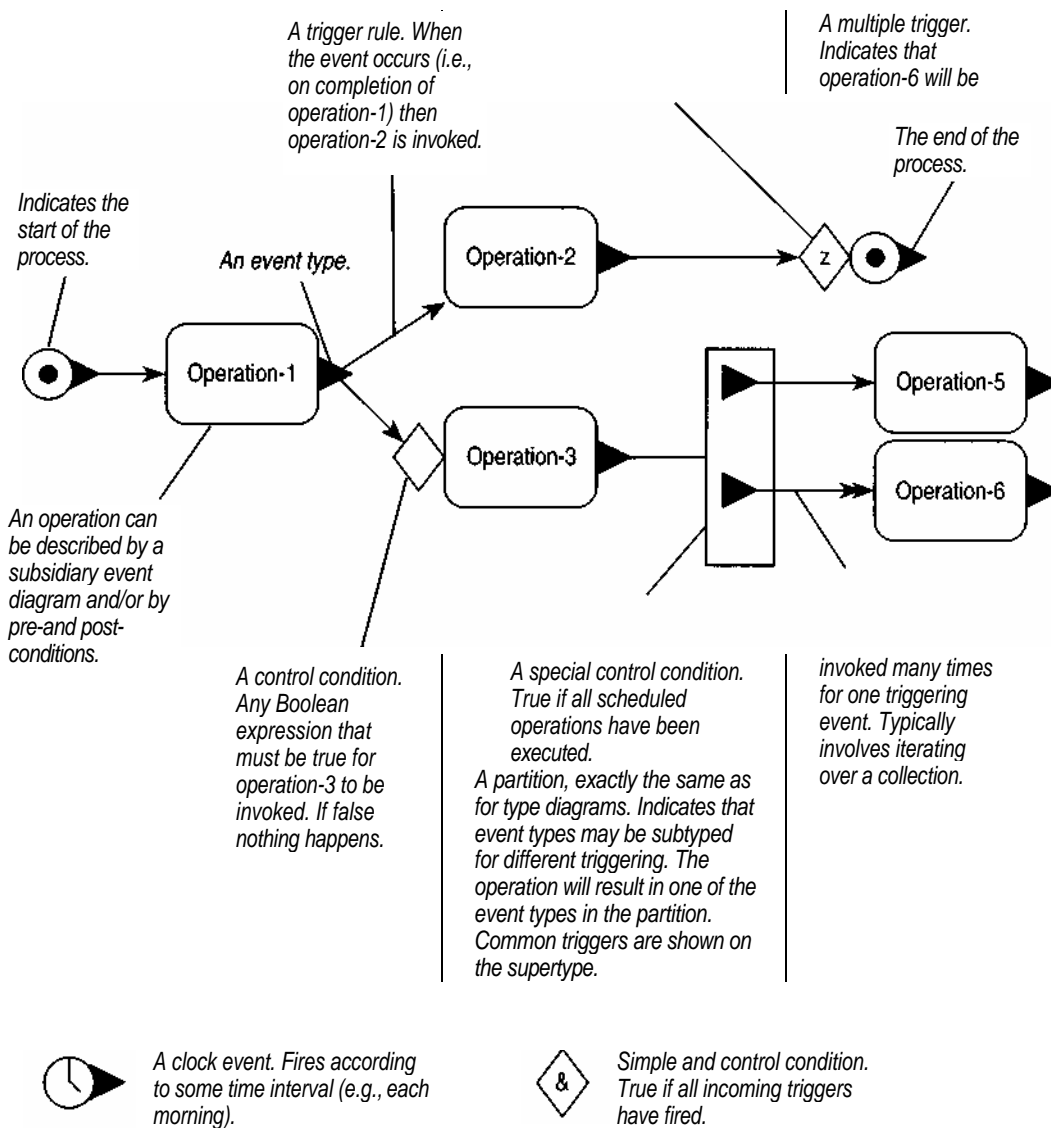 A trigger rule. When
the event occurs (i.e.,
on completion of
operation-1) then
operation-2 is invoked.
A multiple trigger.
Indicates that
operation-6 will be
The end of the
process.
Indicates the
start of the
process.
An event type.
Operation-2
z
Operation-1
Operation-5
Operation-3
Operation-6
An operation can
be described by a
subsidiary event
diagram and/or by
pre-and post-
conditions.
A control condition.
Any Boolean
expression that
must be true for
operation-3 to be
invoked. If false
nothing happens.
A special control condition.
True if all scheduled
operations have been
executed.
A partition, exactly the same as
for type diagrams. Indicates that
event types may be subtyped
for different triggering. The
operation will result in one of the
event types in the partition.
Common triggers are shown on
the supertype.
invoked many times
for one triggering
event. Typically
involves iterating
over a collection.
A clock event. Fires according
to some time interval (e.g., each
morning).
&
Simple and control condition.
True if all incoming triggers
have fired.